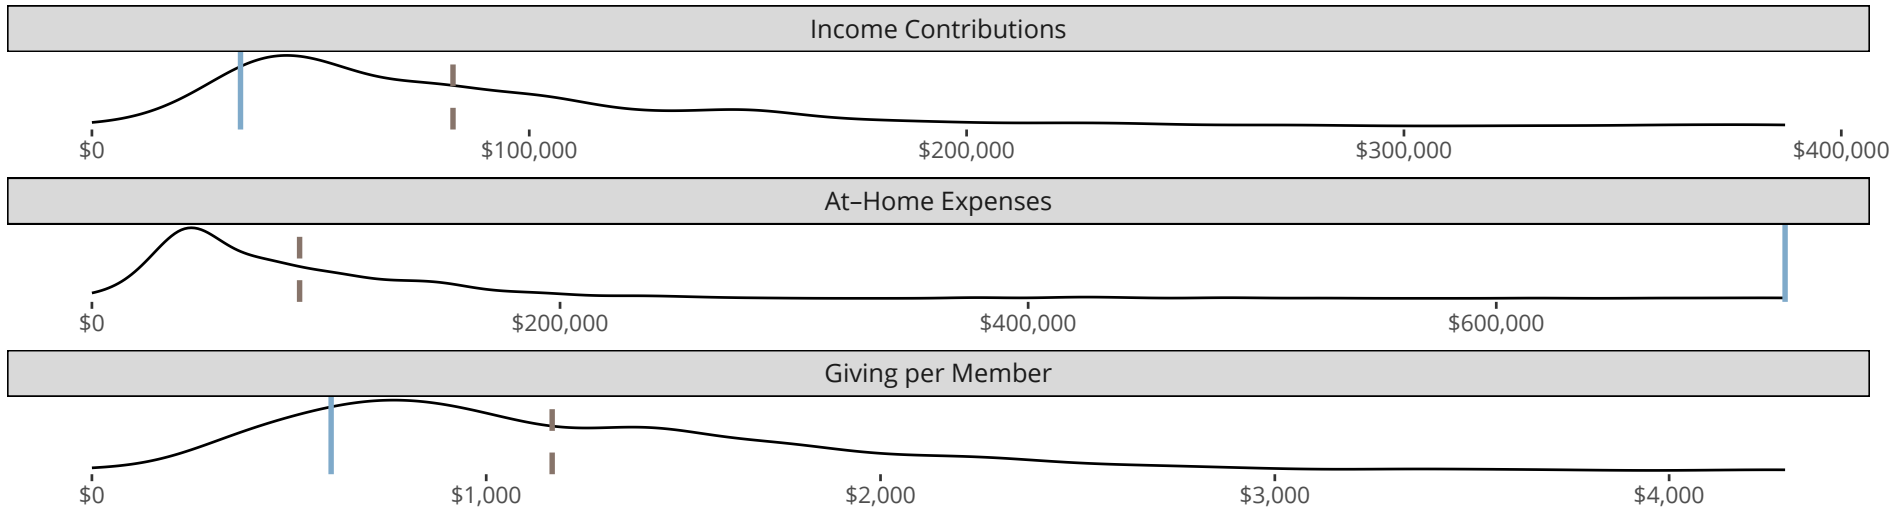 Income Contributions
$0 $100,000 $200,000 $300,000 $400,000
At–Home Expenses
$0 $200,000 $400,000 $600,000
Giving per Member
$0 $1,000 $2,000 $3,000 $4,000